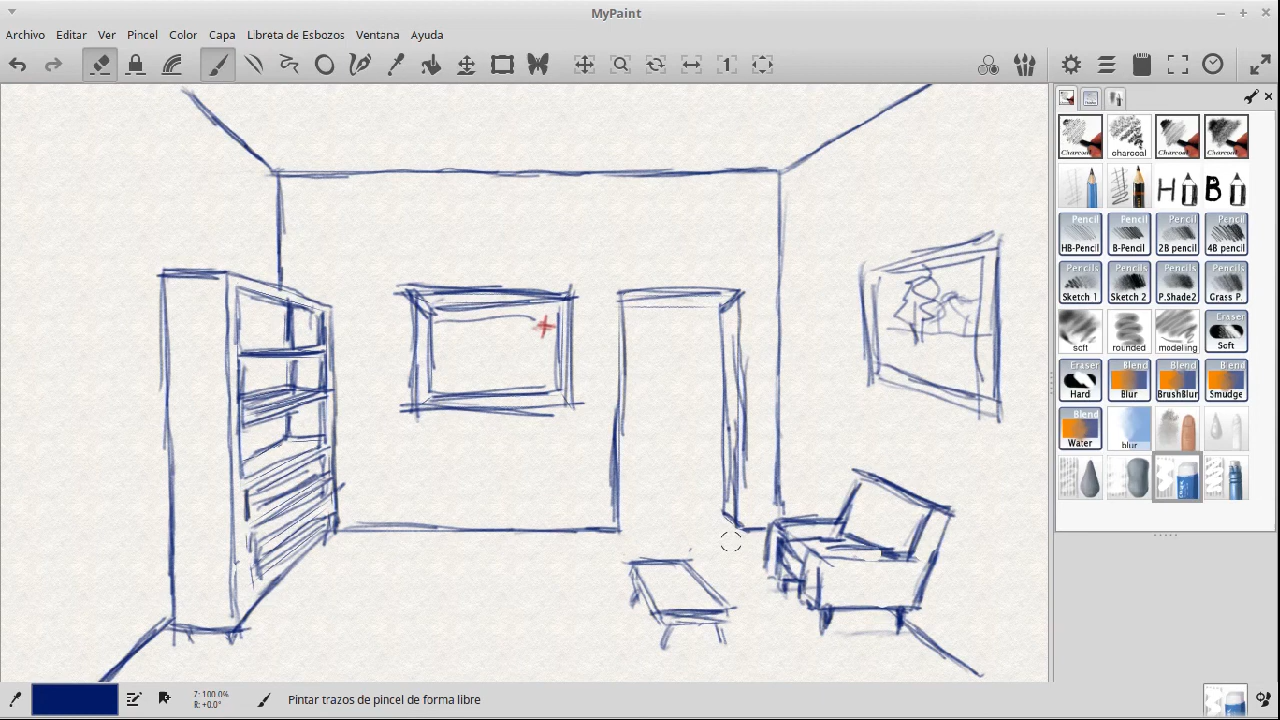 MyPaint
Archivo Editar Ver Pincel Color Capa Libreta de Esbozos Ventana Ayuda
1
Charcoal charcoal Charcoal Charcoal
H B
Pencil Pencil Pencil Pencil
HB-Pencil B-Pencil 2B pencil 4B pencil
Pencils Pencils Pencils Pencils
Sketch 1 Sketch 2 P.Shade2 Grass P.
Eraser
soft rounded modeling Soft
Eraser Blend Blend Blend
Hard Blur BrushBlur Smudge
Blend
Water blur
Z: 100.0%
R: +0.0°
Pintar trazos de pincel de forma libre